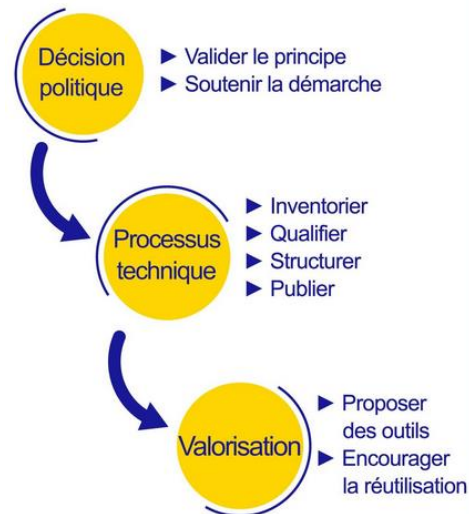 Décision
politique
► Valider le principe
► Soutenir la démarche
Processus
technique
► Inventorier
► Qualifier
► Structurer
► Publier
Valorisation
► Proposer
des outils
► Encourager
la réutilisation